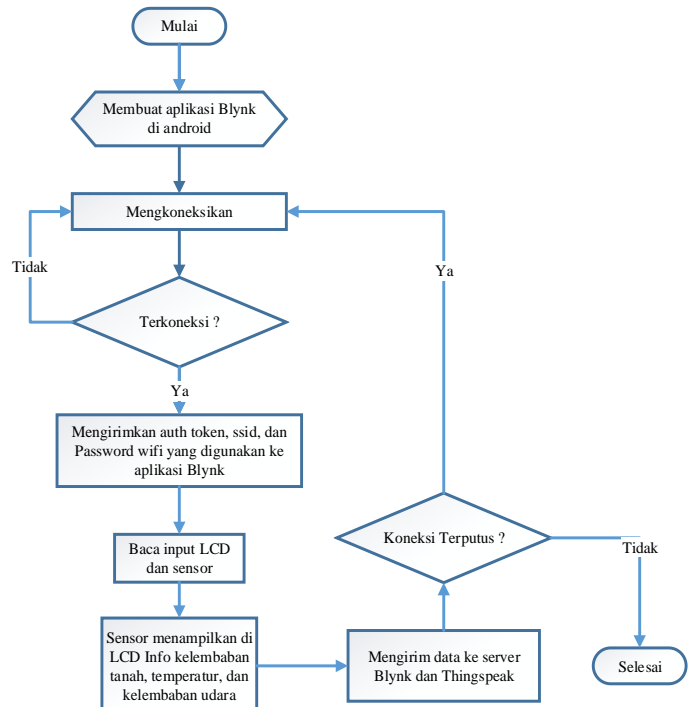 Mulai
Membuat aplikasi Blynk
di android
Mengkoneksikan
Tidak
Ya
Terkoneksi ?
Ya
Mengirimkan auth token, ssid, dan
Password wifi yang digunakan ke
aplikasi Blynk
Koneksi Terputus ?
Tidak
Baca input LCD
dan sensor
Sensor menampilkan di
LCD Info kelembaban
tanah, temperatur, dan
kelembaban udara
Mengirim data ke server
Blynk dan Thingspeak
Selesai